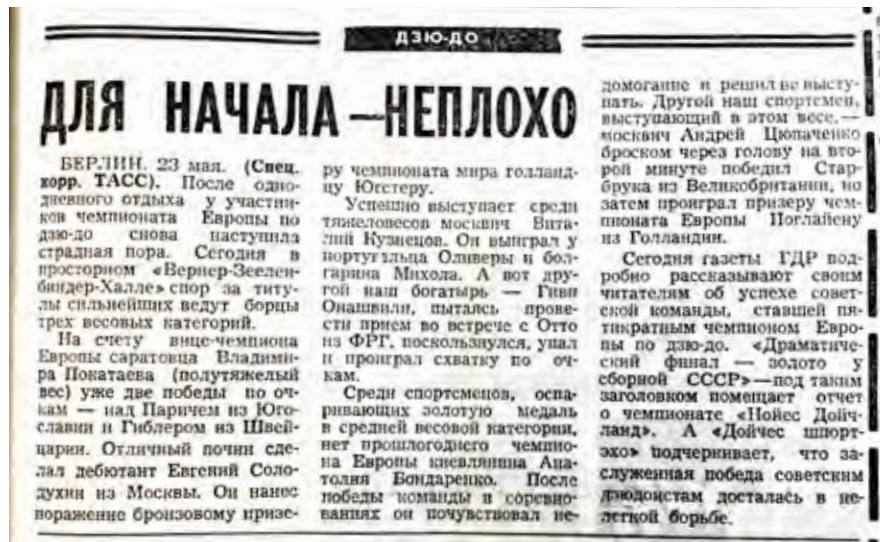 ДЗЮ-ДО
ДЛЯ НАЧАЛА —НЕПЛОХО
БЕРЛИН, 23 мая. (Спец.
корр. ТАСС). После одно-
дневного отдыха у участни-
ков чемпионата Европы по
дзю-до снова наступила
страдная пора. Сегодня в
просторном «Вернер-Зеелен-
биндер-Халле» спор за титу-
лы сильнейших ведут борцы
трех весовых категорий.
На счету вице-чемпиона
Европы саратовца Владими-
ра Покатаева (полутяжелый
вес) уже две победы по оч-
кам — над Паричем из Юго-
славии и Гиблером из Швей-
царии. Отличный почин сде-
лал дебютант Евгений Соло-
духин из Москвы. Он нанес
поражение бронзовому призе-
ру чемпионата мира голланд-
цу Югстеру.
Успешно выступает среди
тяжеловесов москвич Вита-
лий Кузнецов. Он выиграл у
португальца Оливеры и бол-
гарина Михола. А вот дру-
гой наш богатырь — Гиви
Онашвили, пытаясь прове-
сти прием во встрече с Отто
из ФРГ, поскользнулся, упал
и проиграл схватку по оч-
кам.
Среди спортсменов, оспа-
ривающих золотую медаль
в средней весовой категории,
нет прошлогоднего чемпио-
на Европы киевлянина Ана-
толия Бондаренко. После
победы команды в соревно-
ваниях он почувствовал не-
домогание и решил не высту-
пать. Другой наш спортсмен,
выступающий в этом весе,—
москвич Андрей Цюпаченко
броском через голову на вто-
рой минуте победил Стар-
брука из Великобритании, но
затем проиграл призеру чем-
пионата Европы Поглайену
из Голландии.
Сегодня газеты ГДР под-
робно рассказывают своим
читателям об успехе совет-
ской команды, ставшей пя-
тикратным чемпионом Евро-
пы по дзю-до. «Драматиче-
ский финал — золото у
сборной СССР»—под таким
заголовком помещает отчет
о чемпионате «Нойес Дойч-
ланд». А «Дойчес шпорт-
эхо» подчеркивает, что за-
служенная победа советским
дзюдоистам досталась в не-
легкой борьбе.